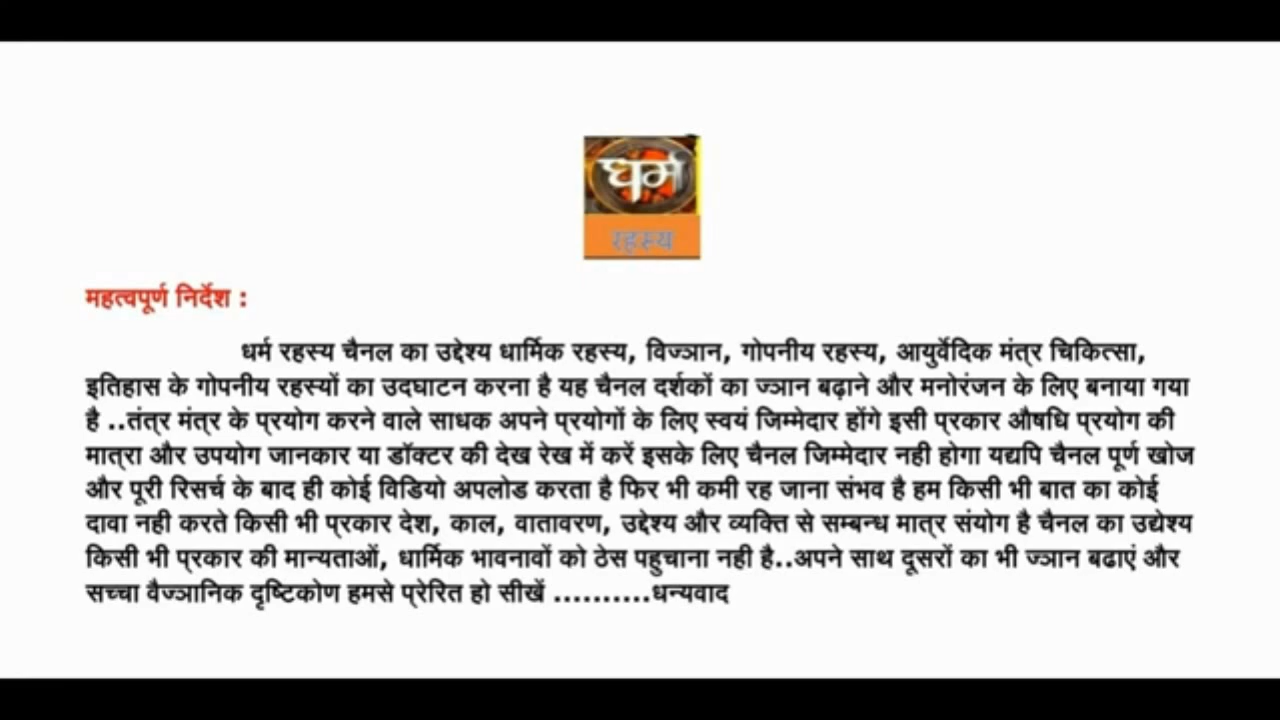 धर्म
रहस्य
महत्वपूर्ण निर्देश :
धर्म रहस्य चैनल का उद्देश्य धार्मिक रहस्य, विज्ञान, गोपनीय रहस्य, आयुर्वेदिक मंत्र चिकित्सा,
इतिहास के गोपनीय रहस्यों का उदघाटन करना है यह चैनल दर्शकों का ज्ञान बढ़ाने और मनोरंजन के लिए बनाया गया
है ..तंत्र मंत्र के प्रयोग करने वाले साधक अपने प्रयोगों के लिए स्वयं जिम्मेदार होंगे इसी प्रकार औषधि प्रयोग की
मात्रा और उपयोग जानकार या डॉक्टर की देख रेख में करें इसके लिए चैनल जिम्मेदार नही होगा यद्यपि चैनल पूर्ण खोज
और पूरी रिसर्च के बाद ही कोई विडियो अपलोड करता है फिर भी कमी रह जाना संभव है हम किसी भी बात का कोई
दावा नही करते किसी भी प्रकार देश, काल, वातावरण, उद्देश्य और व्यक्ति से सम्बन्ध मात्र संयोग है चैनल का उद्येश्य
किसी भी प्रकार की मान्यताओं, धार्मिक भावनावों को ठेस पहुचाना नही है..अपने साथ दूसरों का भी ज्ञान बढाएं और
सच्चा वैज्ञानिक दृष्टिकोण हमसे प्रेरित हो सीखें ..........धन्यवाद